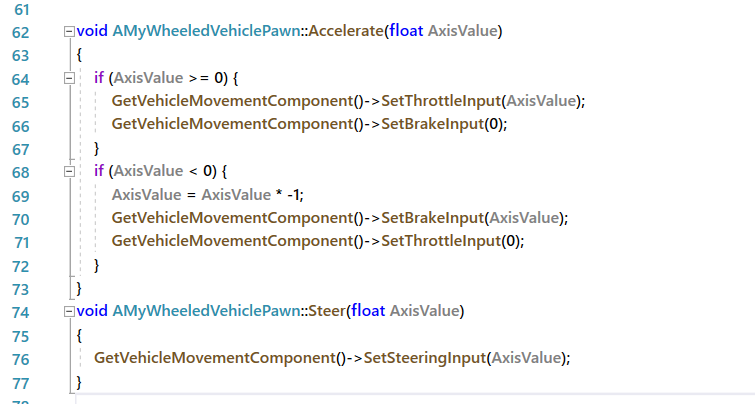 61
62 void AMyWheeledVehiclePawn::Accelerate(float AxisValue)
63 {
64 if (AxisValue >= 0) {
65 GetVehicleMovementComponent()->SetThrottleInput(AxisValue);
66 GetVehicleMovementComponent()->SetBrakeInput(0);
67 }
68 if (AxisValue < 0) {
69 AxisValue = AxisValue * -1;
70 GetVehicleMovementComponent()->SetBrakeInput(AxisValue);
71 GetVehicleMovementComponent()->SetThrottleInput(0);
72 }
73 }
74 void AMyWheeledVehiclePawn::Steer(float AxisValue)
75 {
76 GetVehicleMovementComponent()->SetSteeringInput(AxisValue);
77 }